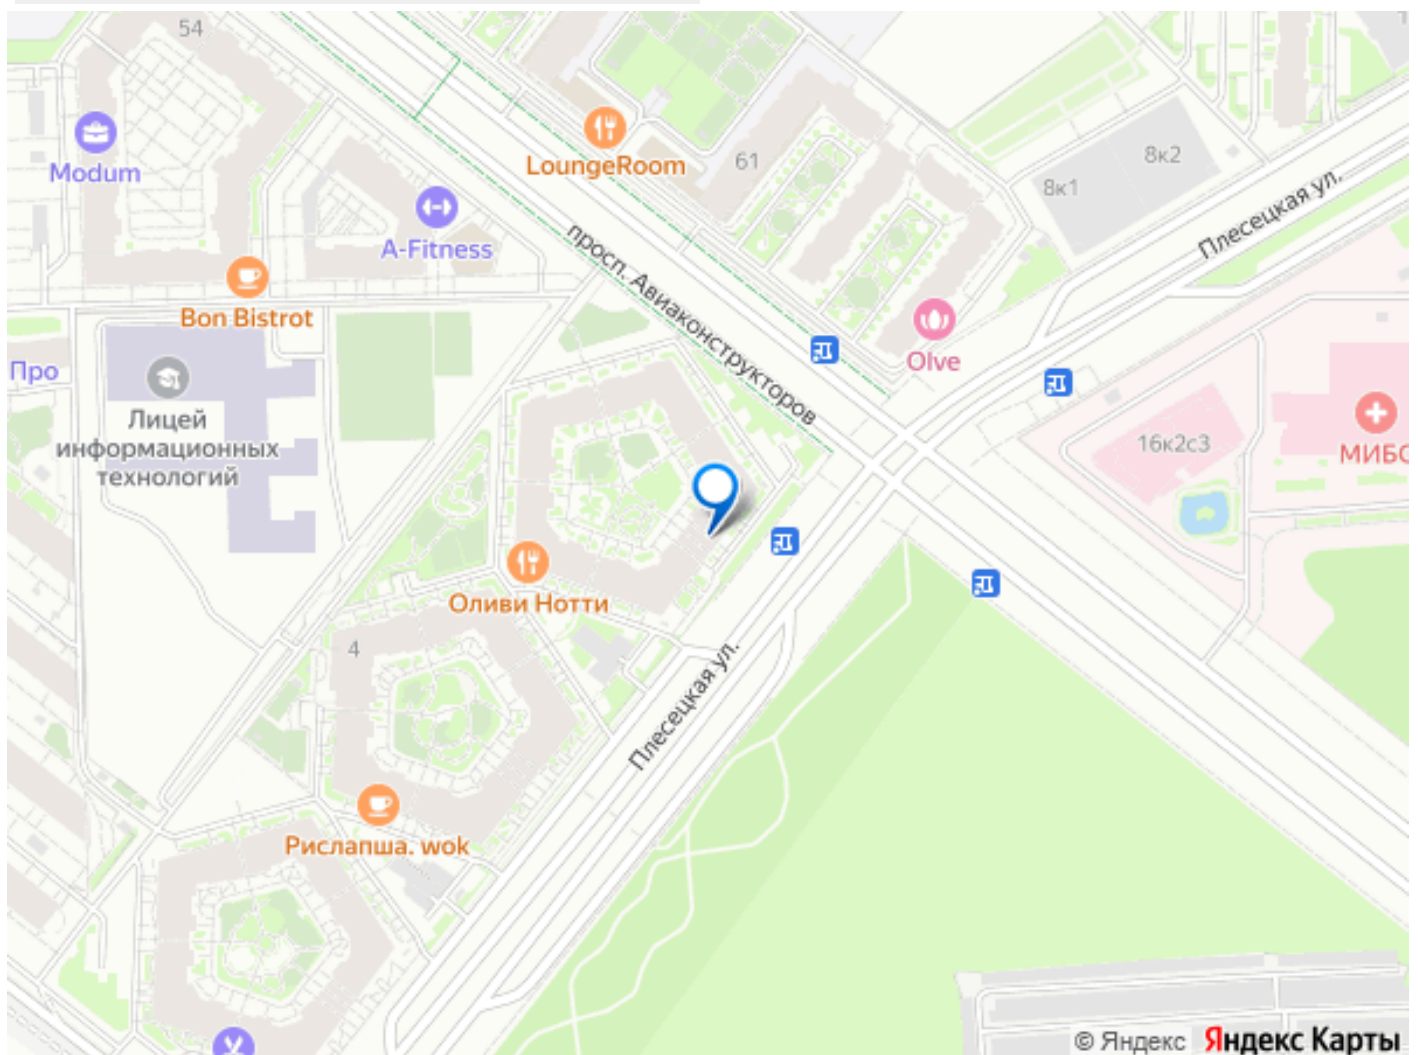 54
Modum
LoungeRoom
61
8к2
8к1
Плесецкая ул.
A-Fitness
просп. Авиаконструкторов
Bon Bistrot
Olve
Про
Лицей
информационных
технологий
16к2с3
МИБС
Оливи Нотти
4
Плесецкая ул.
Рислапша. wok
© Яндекс Яндекс Карты